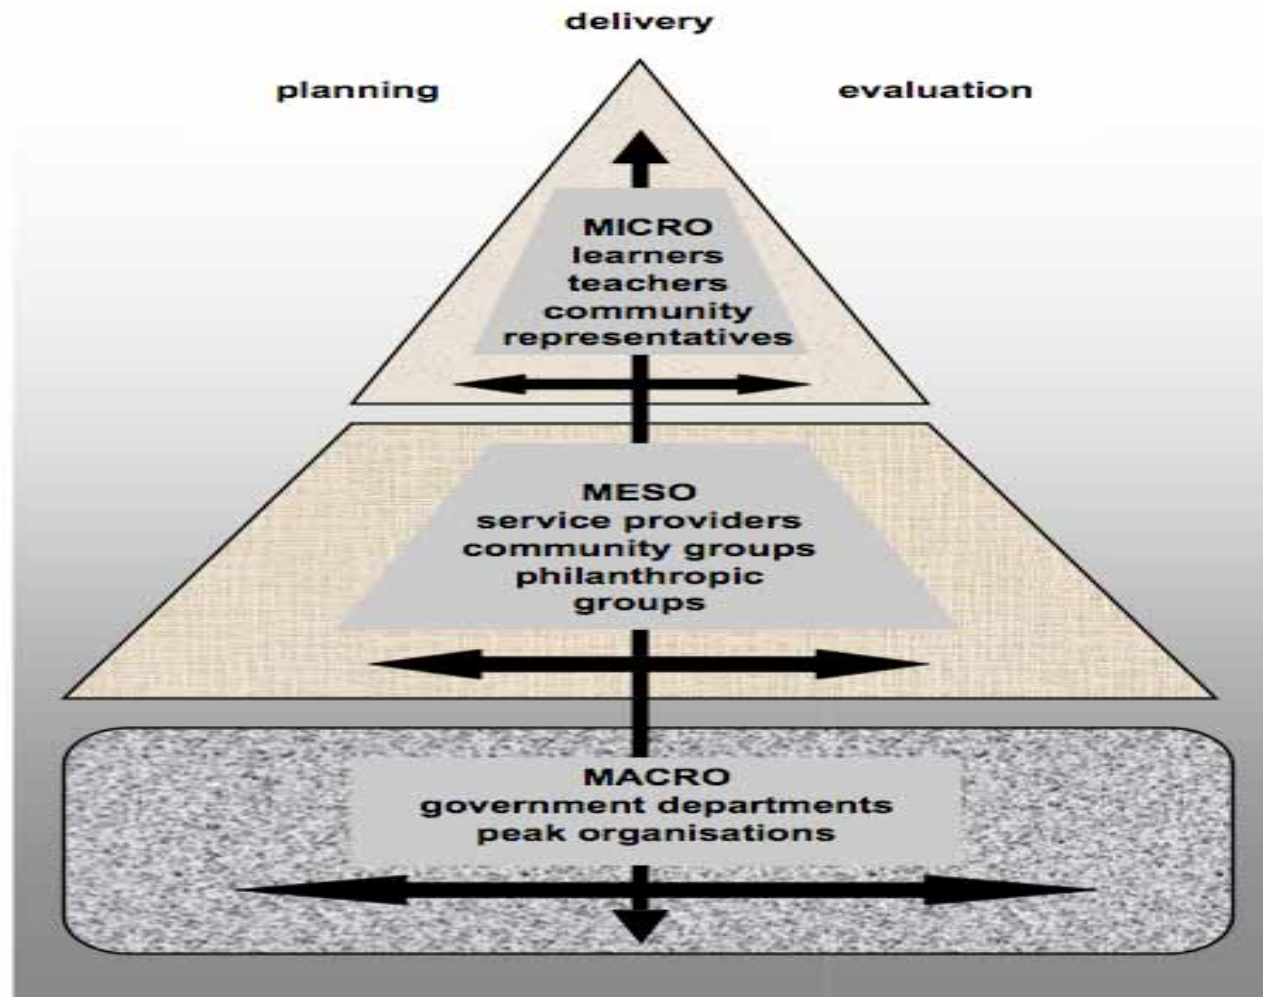 delivery
planning
evaluation
MICRO
learners
teachers
community
representatives
MESO
service providers
community groups
philanthropic
groups
MACRO
government departments
peak organisations